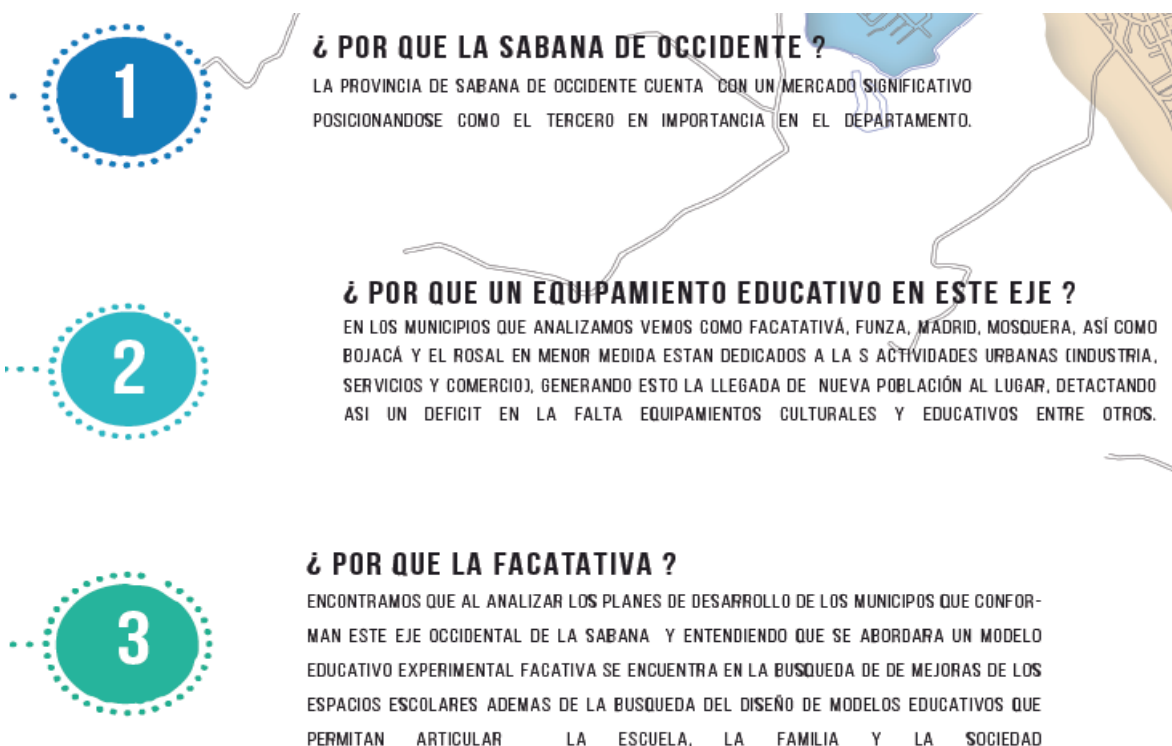 1
¿ POR QUE LA SABANA DE OCCIDENTE ?
LA PROVINCIA DE SABANA DE OCCIDENTE CUENTA CON UN MERCADO SIGNIFICATIVO
POSICIONANDOSE COMO EL TERCERO EN IMPORTANCIA EN EL DEPARTAMENTO.
2
¿ POR QUE UN EQUIPAMIENTO EDUCATIVO EN ESTE EJE ?
EN LOS MUNICIPIOS QUE ANALIZAMOS VEMOS COMO FACATATIVÁ, FUNZA, MADRID, MOSQUERA, ASÍ COMO
BOJACÁ Y EL ROSAL EN MENOR MEDIDA ESTAN DEDICADOS A LA S ACTIVIDADES URBANAS (INDUSTRIA,
SERVICIOS Y COMERCIO), GENERANDO ESTO LA LLEGADA DE NUEVA POBLACIÓN AL LUGAR, DETACTANDO
ASI UN DEFICIT EN LA FALTA EQUIPAMIENTOS CULTURALES Y EDUCATIVOS ENTRE OTROS.
3
¿ POR QUE LA FACATATIVA ?
ENCONTRAMOS QUE AL ANALIZAR LOS PLANES DE DESARROLLO DE LOS MUNICIPOS QUE CONFOR-
MAN ESTE EJE OCCIDENTAL DE LA SABANA Y ENTENDIENDO QUE SE ABORDARA UN MODELO
EDUCATIVO EXPERIMENTAL FACATIVA SE ENCUENTRA EN LA BUSQUEDA DE DE MEJORAS DE LOS
ESPACIOS ESCOLARES ADEMAS DE LA BUSQUEDA DEL DISEÑO DE MODELOS EDUCATIVOS QUE
PERMITAN ARTICULAR LA ESCUELA, LA FAMILIA Y LA SOCIEDAD